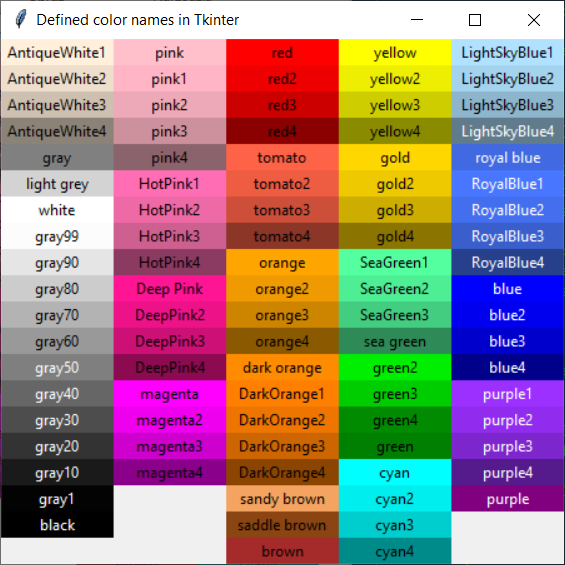 Defined color names in Tkinter
AntiqueWhite1 pink red yellow LightSkyBlue1
AntiqueWhite2 pink1 red2 yellow2 LightSkyBlue2
AntiqueWhite3 pink2 red3 yellow3 LightSkyBlue3
AntiqueWhite4 pink3 red4 yellow4 LightSkyBlue4
gray pink4 tomato gold royal blue
light grey HotPink1 tomato2 gold2 RoyalBlue1
white HotPink2 tomato3 gold3 RoyalBlue2
gray99 HotPink3 tomato4 gold4 RoyalBlue3
gray90 HotPink4 orange SeaGreen1 RoyalBlue4
gray80 Deep Pink orange2 SeaGreen2 blue
gray70 DeepPink2 orange3 SeaGreen3 blue2
gray60 DeepPink3 orange4 sea green blue3
gray50 DeepPink4 dark orange green2 blue4
gray40 magenta DarkOrange1 green3 purple1
gray30 magenta2 DarkOrange2 green4 purple2
gray20 magenta3 DarkOrange3 green purple3
gray10 magenta4 DarkOrange4 cyan purple4
gray1 sandy brown cyan2 purple
black saddle brown cyan3
brown cyan4